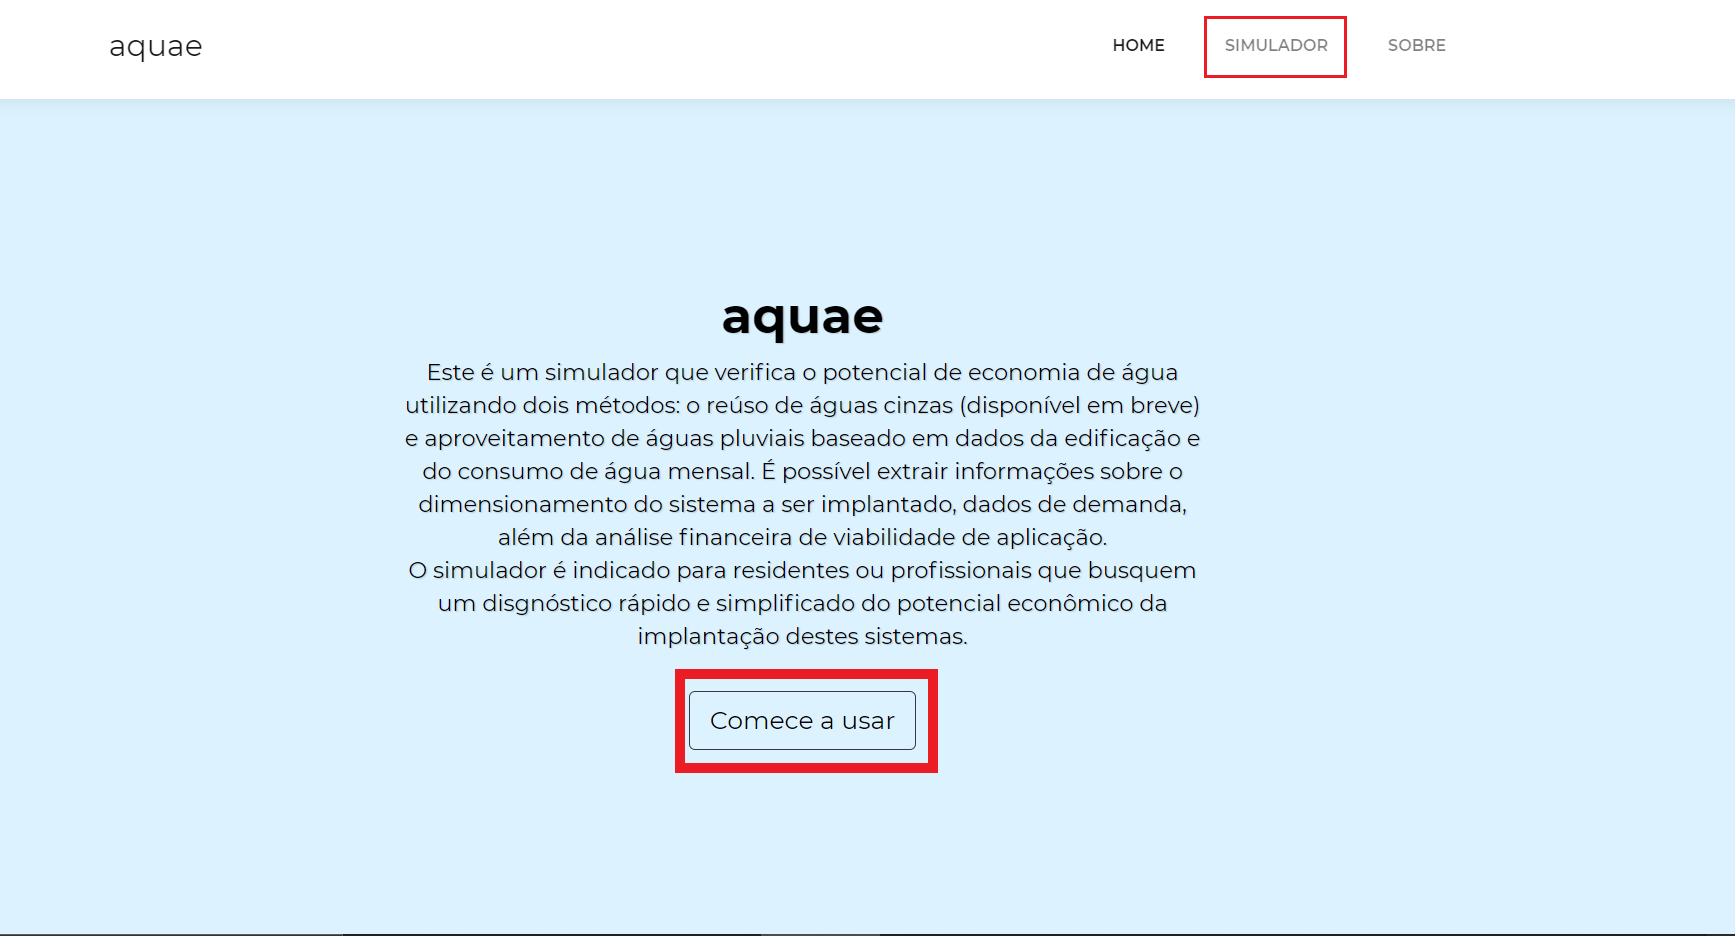 aquae
HOME
SIMULADOR
SOBRE
aquae
Este é um simulador que verifica o potencial de economia de água
utilizando dois métodos: o reúso de águas cinzas (disponível em breve)
e aproveitamento de águas pluviais baseado em dados da edificação e
do consumo de água mensal. É possível extrair informações sobre o
dimensionamento do sistema a ser implantado, dados de demanda,
além da análise financeira de viabilidade de aplicação.
O simulador é indicado para residentes ou profissionais que busquem
um disgnóstico rápido e simplificado do potencial econômico da
implantação destes sistemas.
Comece a usar